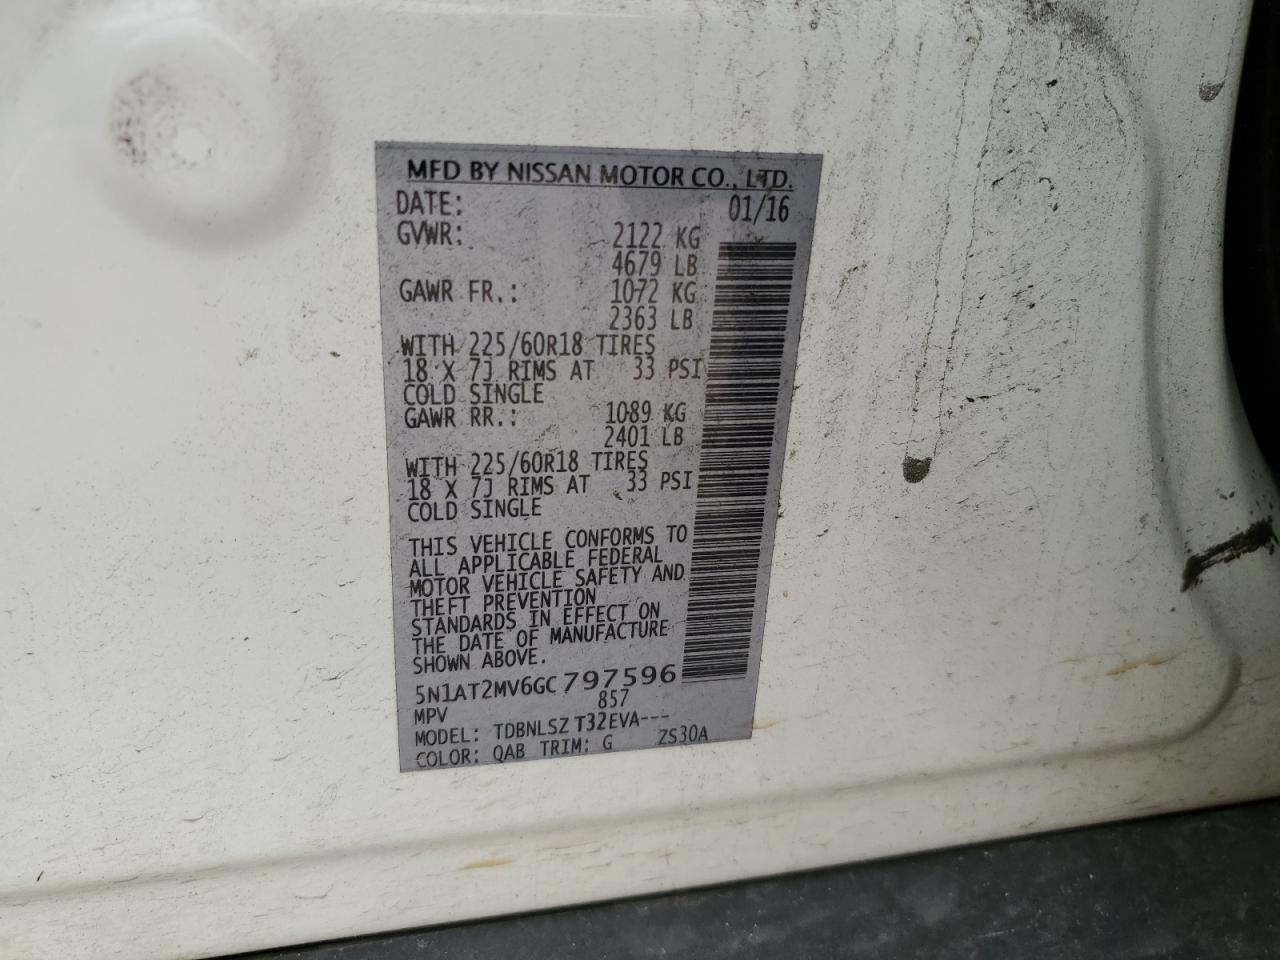 MFD BY NISSAN MOTOR CO., LTD.
DATE: 01/16
GVWR: 2122 KG
4679 LB
GAWR FR.: 1072 KG
2363 LB
WITH 225/60R18 TIRES
18 X 7J RIMS AT 33 PSI
COLD SINGLE
GAWR RR.: 1089 KG
2401 LB
WITH 225/60R18 TIRES
18 X 7J RIMS AT 33 PSI
COLD SINGLE
THIS VEHICLE CONFORMS TO
ALL APPLICABLE FEDERAL
MOTOR VEHICLE SAFETY AND
THEFT PREVENTION
STANDARDS IN EFFECT ON
THE DATE OF MANUFACTURE
SHOWN ABOVE.
5N1AT2MV6GC797596
MPV 857
MODEL: TDBNLSZ T32EVA---
COLOR: QAB TRIM: G ZS30A